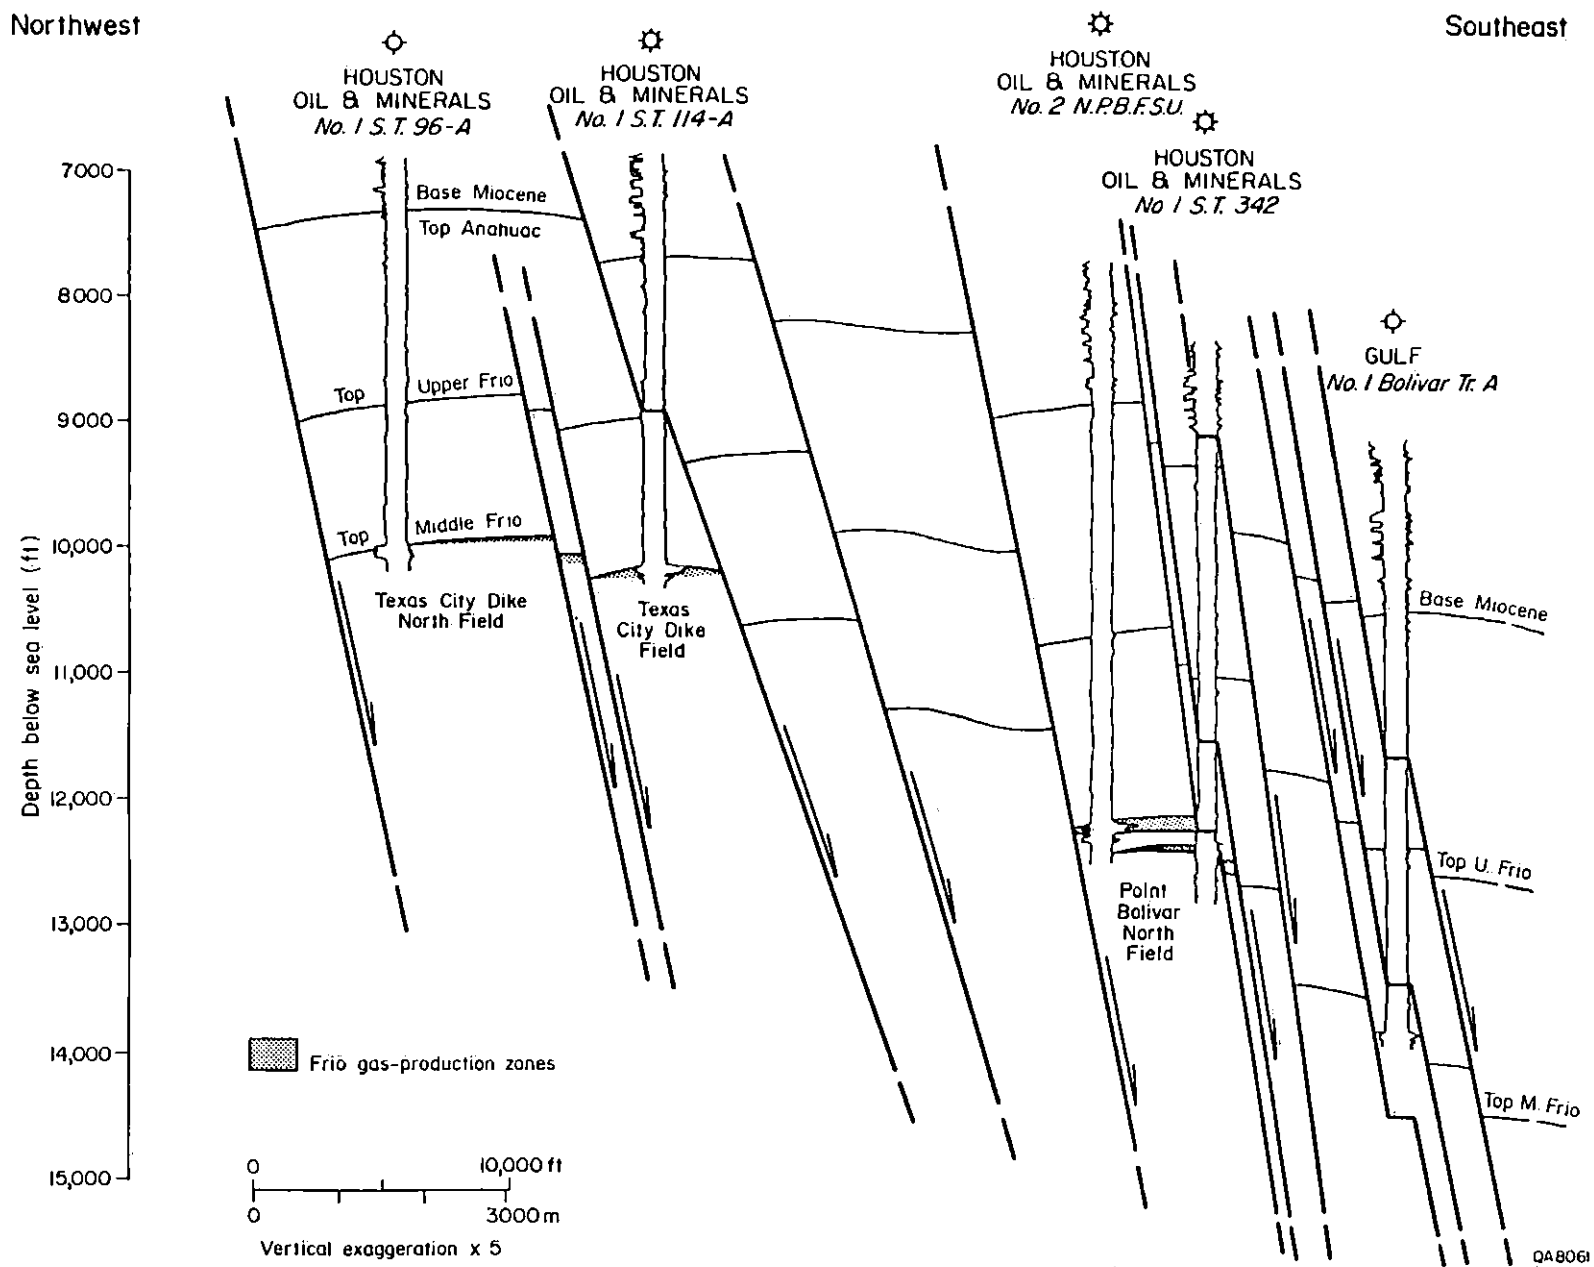 Northwest
Southeast
HOUSTON
OIL & MINERALS
No. 1 S.T. 96-A
HOUSTON
OIL & MINERALS
No. 1 S.T. 114-A
HOUSTON
OIL & MINERALS
No. 2 N.P.B.F.S.U.
HOUSTON
OIL & MINERALS
No 1 S.T. 342
GULF
No. 1 Bolivar Tr. A
Depth below sea level (ft)
7000
8000
9000
10,000
11,000
12,000
13,000
14,000
15,000
Base Miocene
Top Anahuac
Top Upper Frio
Top Middle Frio
Texas City Dike
North Field
Texas
City Dike
Field
Point
Bolivar
North
Field
Base Miocene
Top U. Frio
Top M. Frio
Frio gas-production zones
0 10,000 ft
0 3000 m
Vertical exaggeration x 5
QA8061